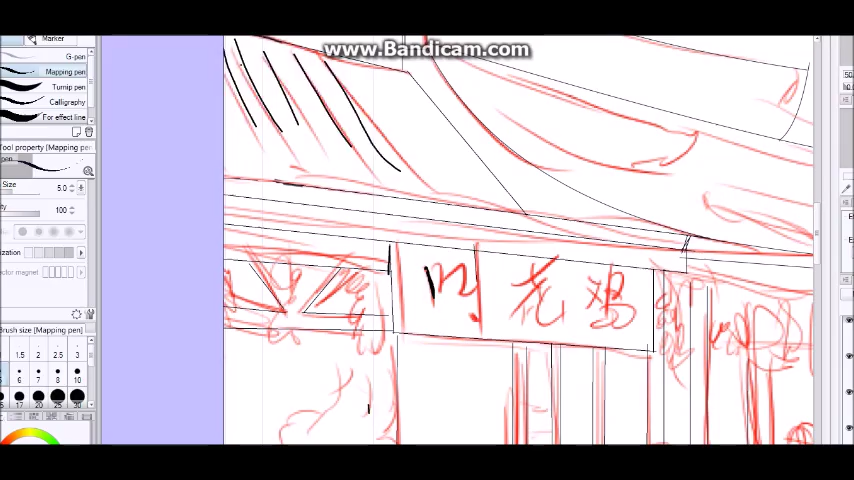 Marker
www.Bandicam.com
G-pen
Mapping pen
Turnip pen
Calligraphy
For effect line
Tool property [Mapping pen]
Size 5.0
100
花鸡
Brush size [Mapping pen]
1.5 2 2.5 3
6 7 8 10
17 20 25 30